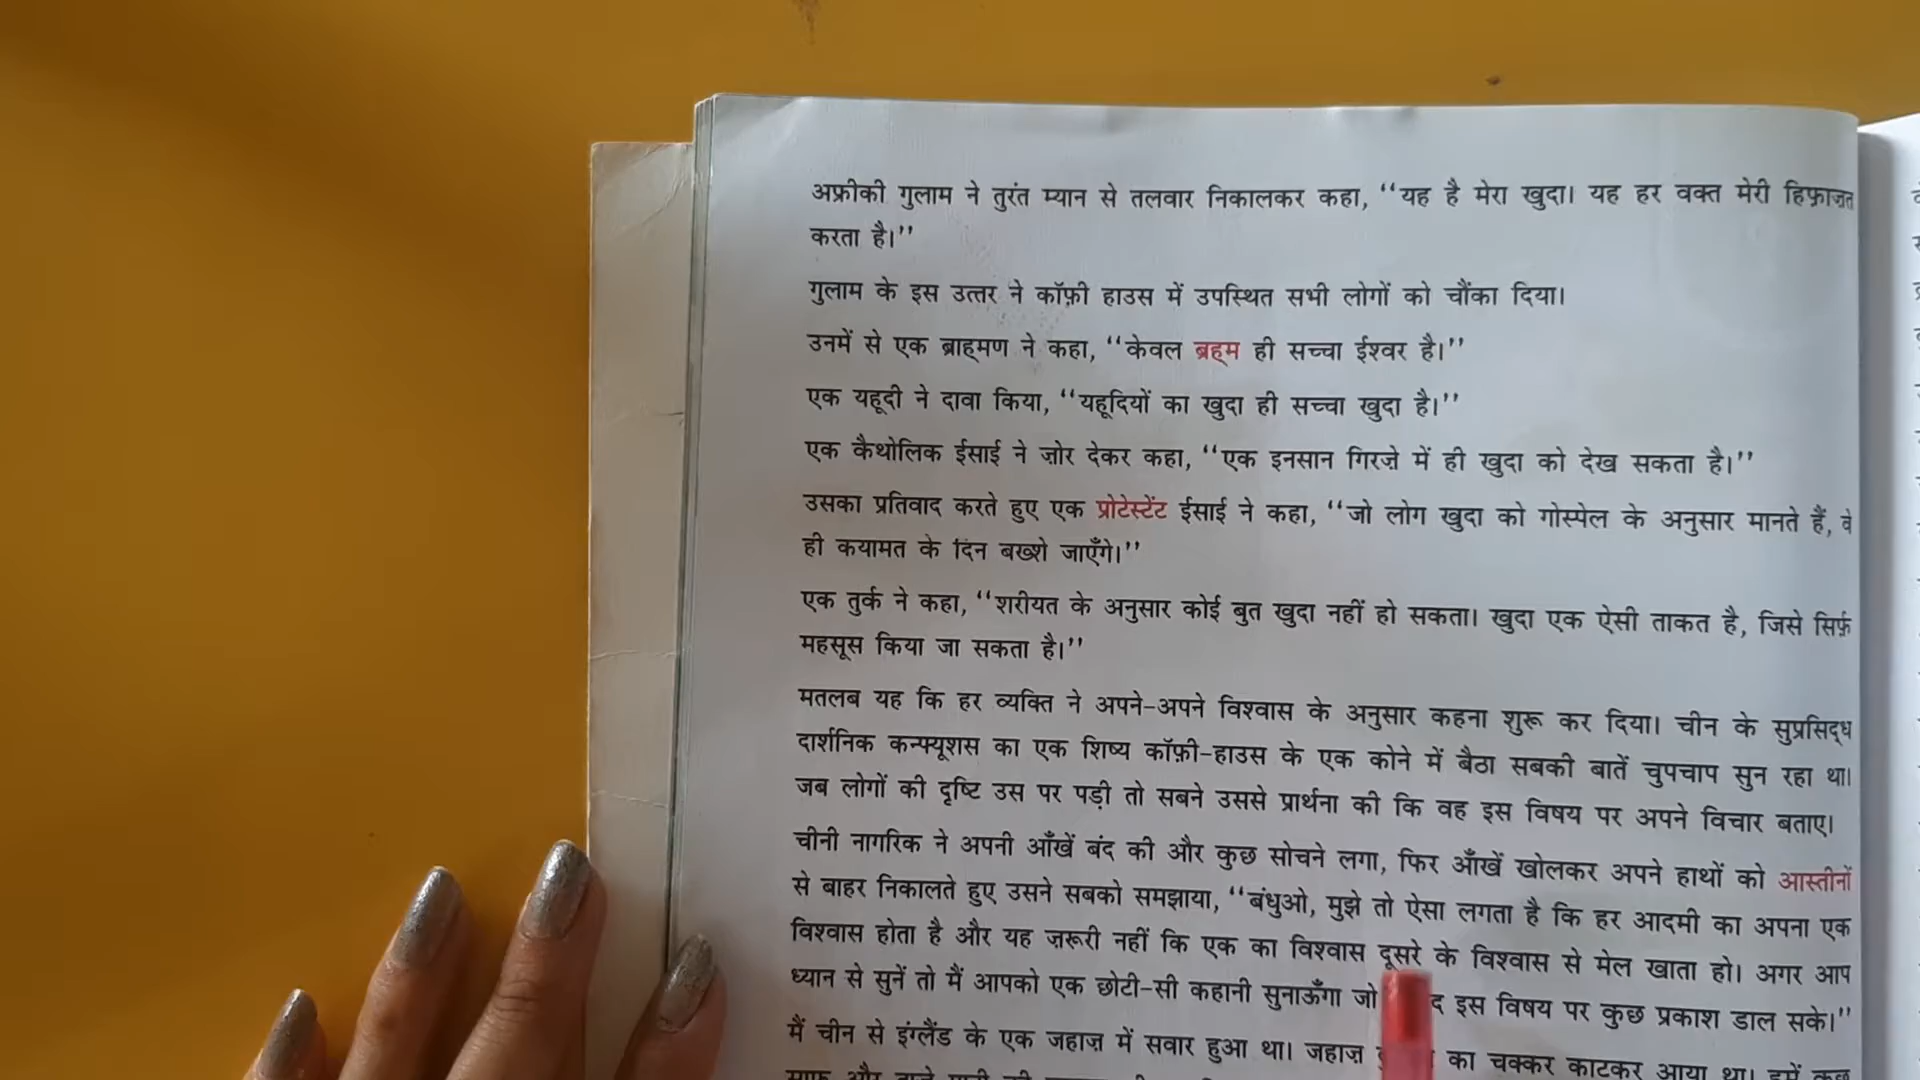 अफ्रीकी गुलाम ने तुरंत म्यान से तलवार निकालकर कहा, ‘‘यह है मेरा खुदा। यह हर वक्त मेरी हिफ़ाज़त
करता है।’’
गुलाम के इस उत्तर ने कॉफ़ी हाउस में उपस्थित सभी लोगों को चौंका दिया।
उनमें से एक ब्राह्मण ने कहा, ‘‘केवल ब्रह्म ही सच्चा ईश्वर है।’’
एक यहूदी ने दावा किया, ‘‘यहूदियों का खुदा ही सच्चा खुदा है।’’
एक कैथोलिक ईसाई ने ज़ोर देकर कहा, ‘‘एक इनसान गिरजे़ में ही खुदा को देख सकता है।’’
उसका प्रतिवाद करते हुए एक प्रोटेस्टेंट ईसाई ने कहा, ‘‘जो लोग खुदा को गोस्पेल के अनुसार मानते हैं, वे
ही कयामत के दिन बख्शे जाएँगे।’’
एक तुर्क ने कहा, ‘‘शरीयत के अनुसार कोई बुत खुदा नहीं हो सकता। खुदा एक ऐसी ताकत है, जिसे सिर्फ़
महसूस किया जा सकता है।’’
मतलब यह कि हर व्यक्ति ने अपने-अपने विश्वास के अनुसार कहना शुरू कर दिया। चीन के सुप्रसिद्ध
दार्शनिक कन्फ्यूशस का एक शिष्य कॉफ़ी-हाउस के एक कोने में बैठा सबकी बातें चुपचाप सुन रहा था।
जब लोगों की दृष्टि उस पर पड़ी तो सबने उससे प्रार्थना की कि वह इस विषय पर अपने विचार बताए।
चीनी नागरिक ने अपनी आँखें बंद की और कुछ सोचने लगा, फिर आँखें खोलकर अपने हाथों को आस्तीनों
से बाहर निकालते हुए उसने सबको समझाया, ‘‘बंधुओ, मुझे तो ऐसा लगता है कि हर आदमी का अपना एक
विश्वास होता है और यह ज़रूरी नहीं कि एक का विश्वास दूसरे के विश्वास से मेल खाता हो। अगर आप
ध्यान से सुनें तो मैं आपको एक छोटी-सी कहानी सुनाऊँगा जो इस विषय पर कुछ प्रकाश डाल सके।’’
मैं चीन से इंग्लैंड के एक जहाज़ में सवार हुआ था। जहाज़ का चक्कर काटकर आया था। हमें कुछ